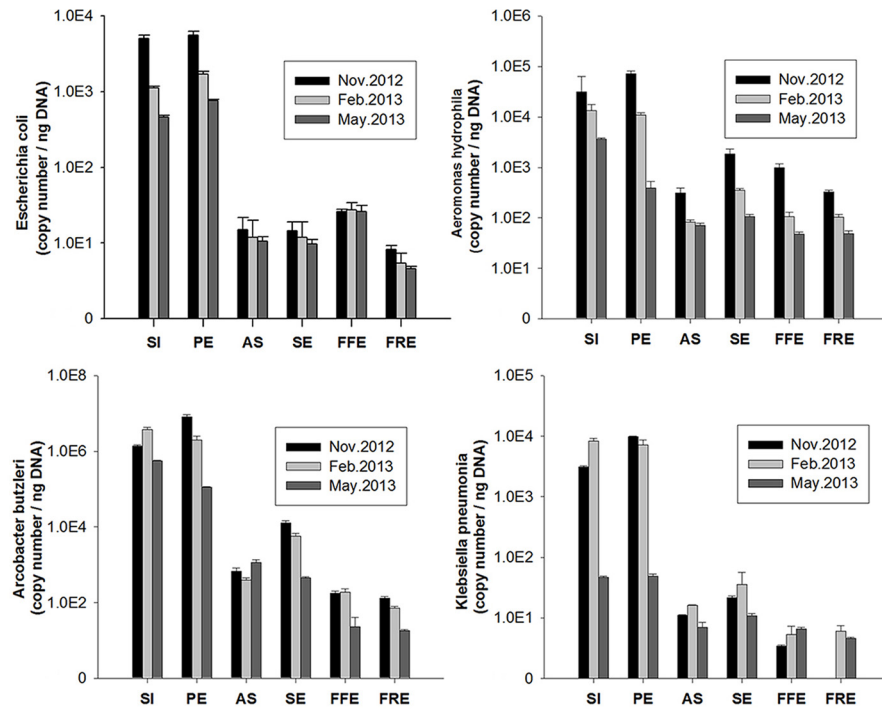 Escherichia coli
(copy number / ng DNA)
1.0E4
1.0E3
1.0E2
1.0E1
0
Nov.2012
Feb.2013
May.2013
SI PE AS SE FFE FRE
Aeromonas hydrophila
(copy number / ng DNA)
1.0E5
1.0E4
1.0E3
1.0E2
1.0E1
0
Nov.2012
Feb.2013
May.2013
SI PE AS SE FFE FRE
Arcobacter butzleri
(copy number / ng DNA)
1.0E8
1.0E6
1.0E4
1.0E2
0
Nov.2012
Feb.2013
May.2013
SI PE AS SE FFE FRE
Klebsiella pneumonia
(copy number / ng DNA)
1.0E5
1.0E4
1.0E3
1.0E2
1.0E1
0
Nov.2012
Feb.2013
May.2013
SI PE AS SE FFE FRE